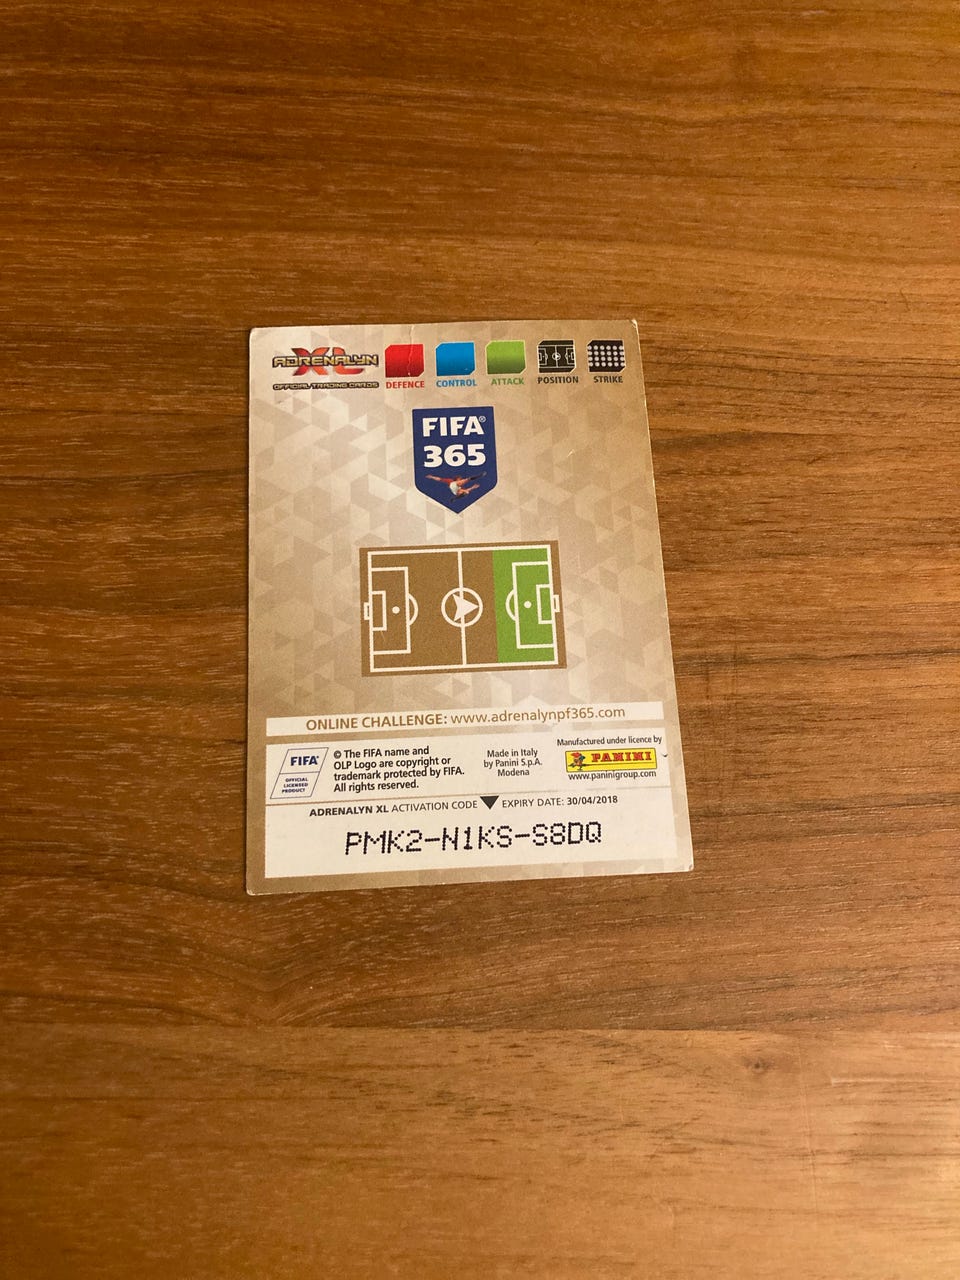 ADRENALYN XL
OFFICIAL TRADING CARDS
DEFENCE CONTROL ATTACK POSITION STRIKE
FIFA®
365
ONLINE CHALLENGE: www.adrenalynpf365.com
FIFA®
OFFICIAL
LICENSED
PRODUCT
© The FIFA name and
OLP Logo are copyright or
trademark protected by FIFA.
All rights reserved.
Made in Italy
by Panini S.p.A.
Modena
Manufactured under licence by
PANINI
www.paninigroup.com
ADRENALYN XL ACTIVATION CODE EXPIRY DATE: 30/04/2018
PMK2-N1KS-S8DQ